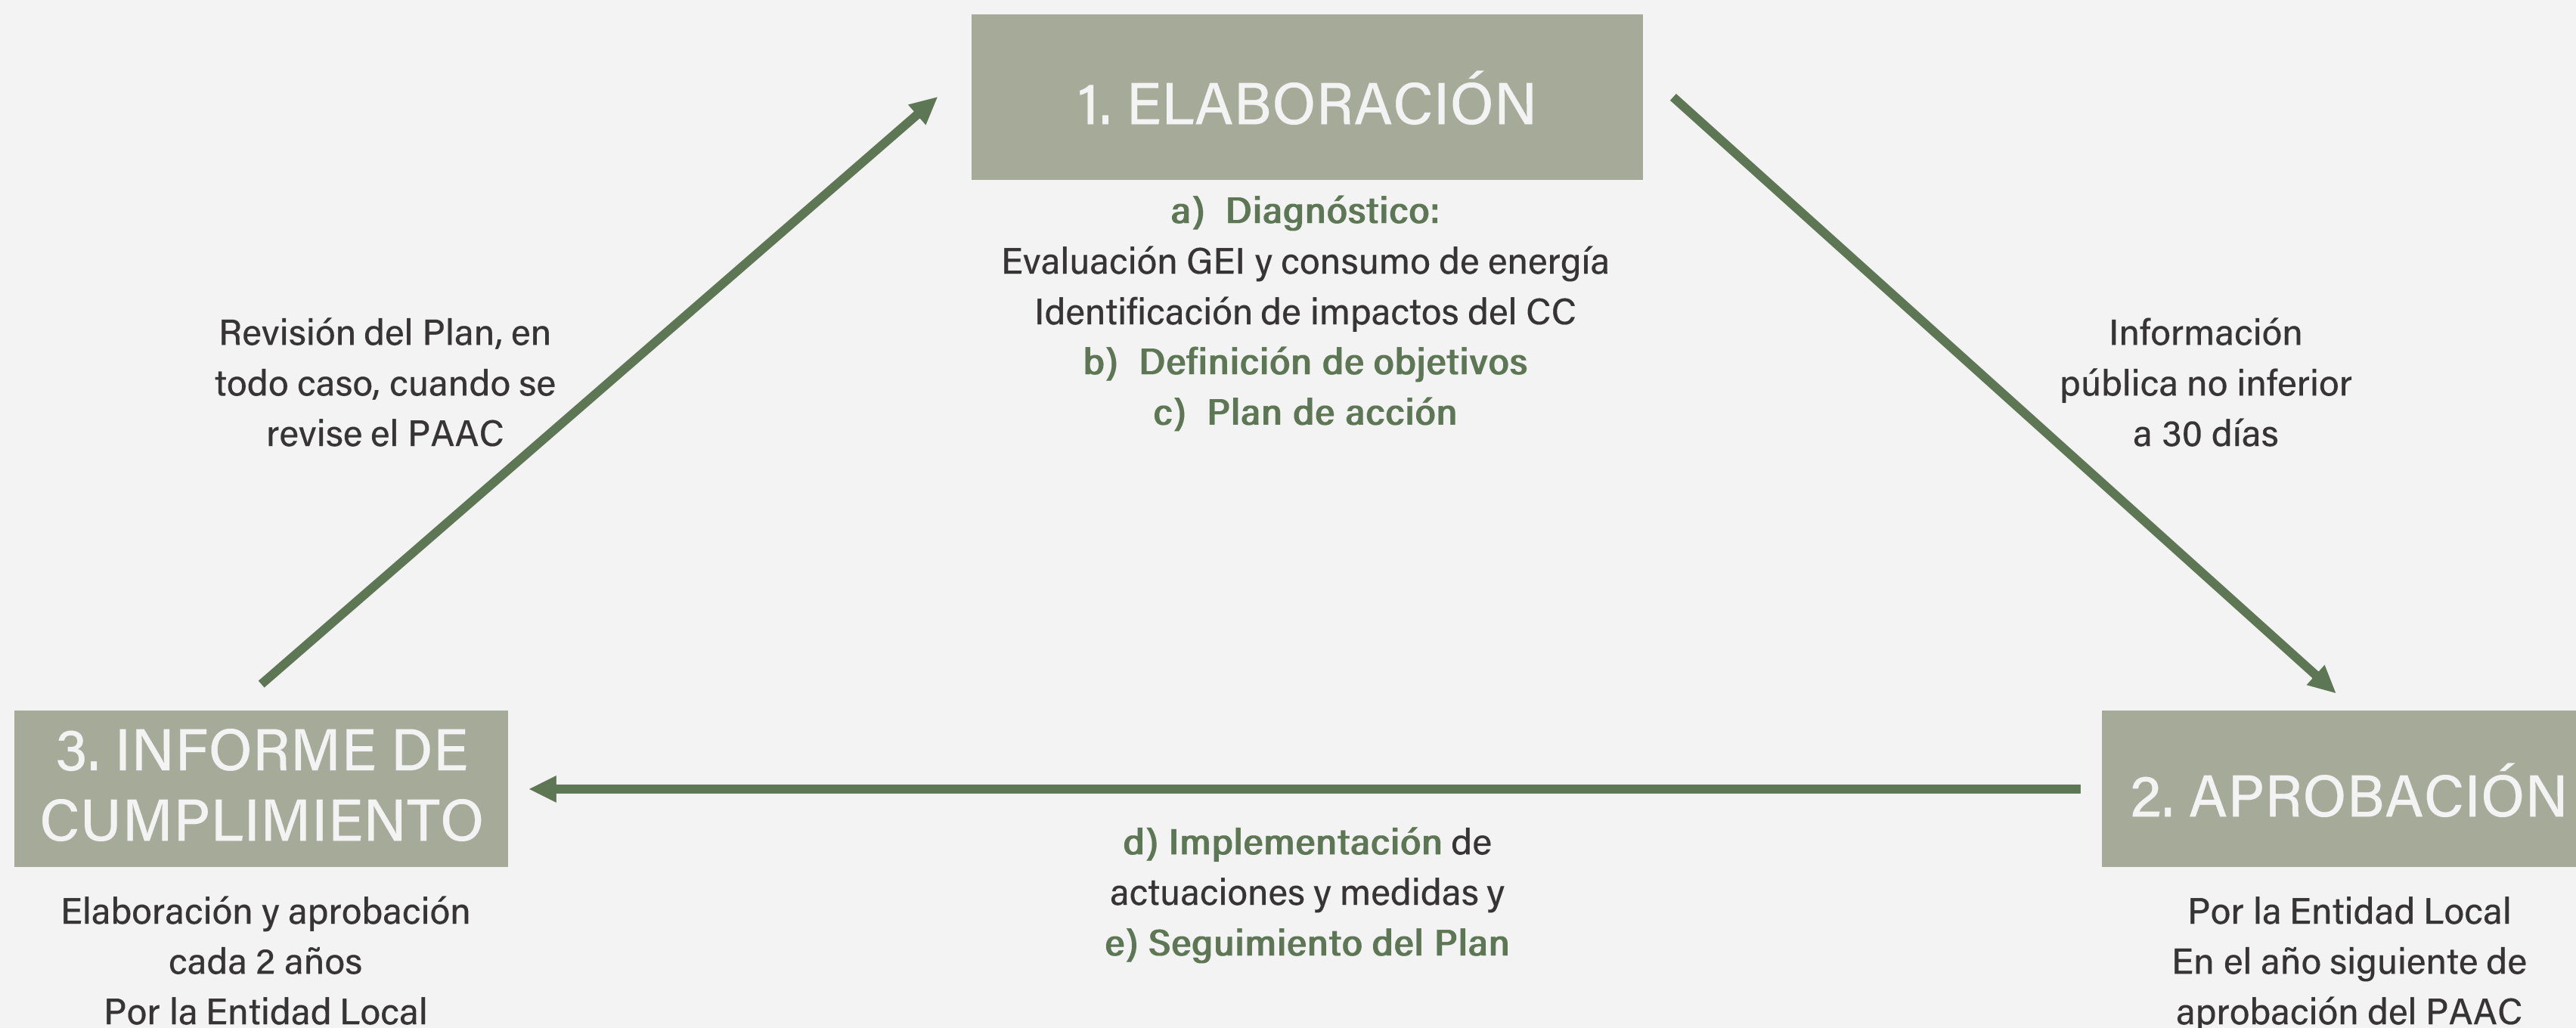 1. ELABORACIÓN
a) Diagnóstico:
Evaluación GEI y consumo de energía
Identificación de impactos del CC
b) Definición de objetivos
c) Plan de acción
Revisión del Plan, en
todo caso, cuando se
revise el PAAC
Información
pública no inferior
a 30 días
3. INFORME DE
CUMPLIMIENTO
Elaboración y aprobación
cada 2 años
Por la Entidad Local
d) Implementación de
actuaciones y medidas y
e) Seguimiento del Plan
2. APROBACIÓN
Por la Entidad Local
En el año siguiente de
aprobación del PAAC